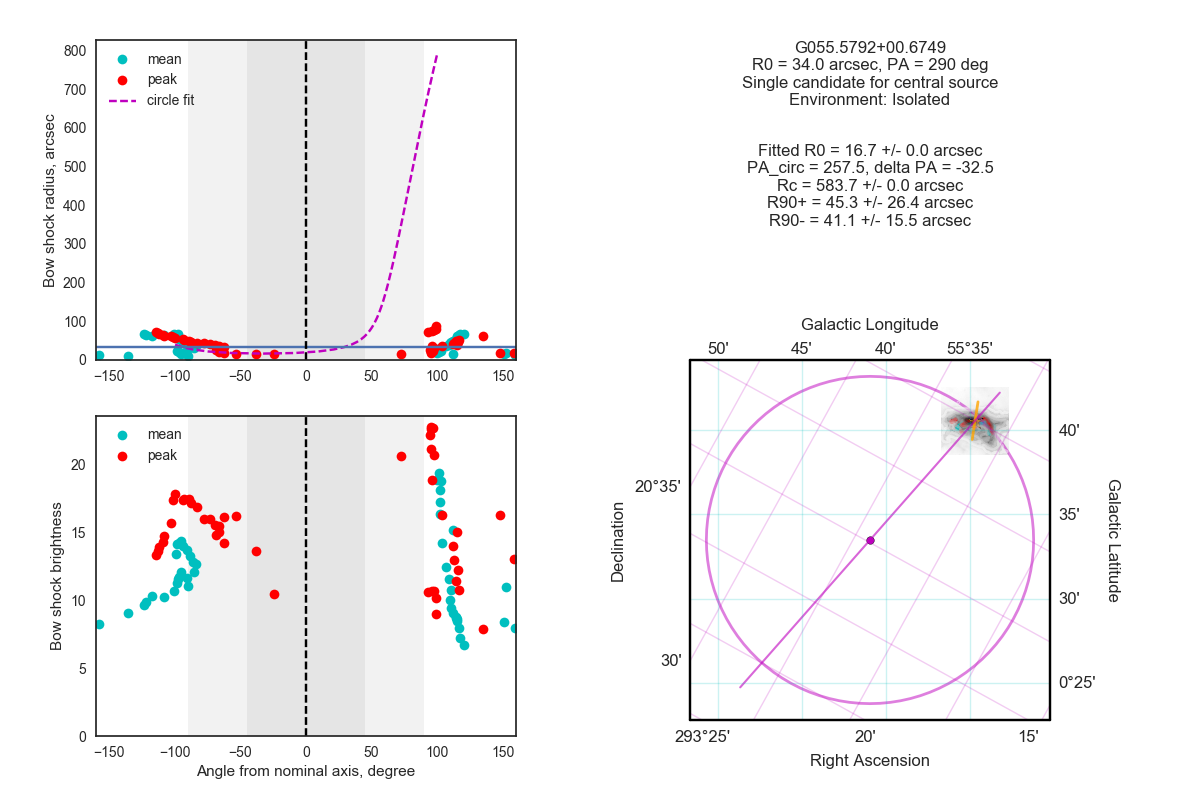 800
700
600
500
400
300
200
100
0
Bow shock radius, arcsec
mean
peak
circle fit
−150
−100
−50
0
50
100
150
20
15
10
5
0
Bow shock brightness
mean
peak
−150
−100
−50
0
50
100
150
Angle from nominal axis, degree
G055.5792+00.6749
R0 = 34.0 arcsec, PA = 290 deg
Single candidate for central source
Environment: Isolated
Fitted R0 = 16.7 +/- 0.0 arcsec
PA_circ = 257.5, delta PA = -32.5
Rc = 583.7 +/- 0.0 arcsec
R90+ = 45.3 +/- 26.4 arcsec
R90- = 41.1 +/- 15.5 arcsec
Galactic Longitude
50'
45'
40'
55°35'
20°35'
30'
Declination
40'
35'
30'
0°25'
Galactic Latitude
293°25'
20'
15'
Right Ascension